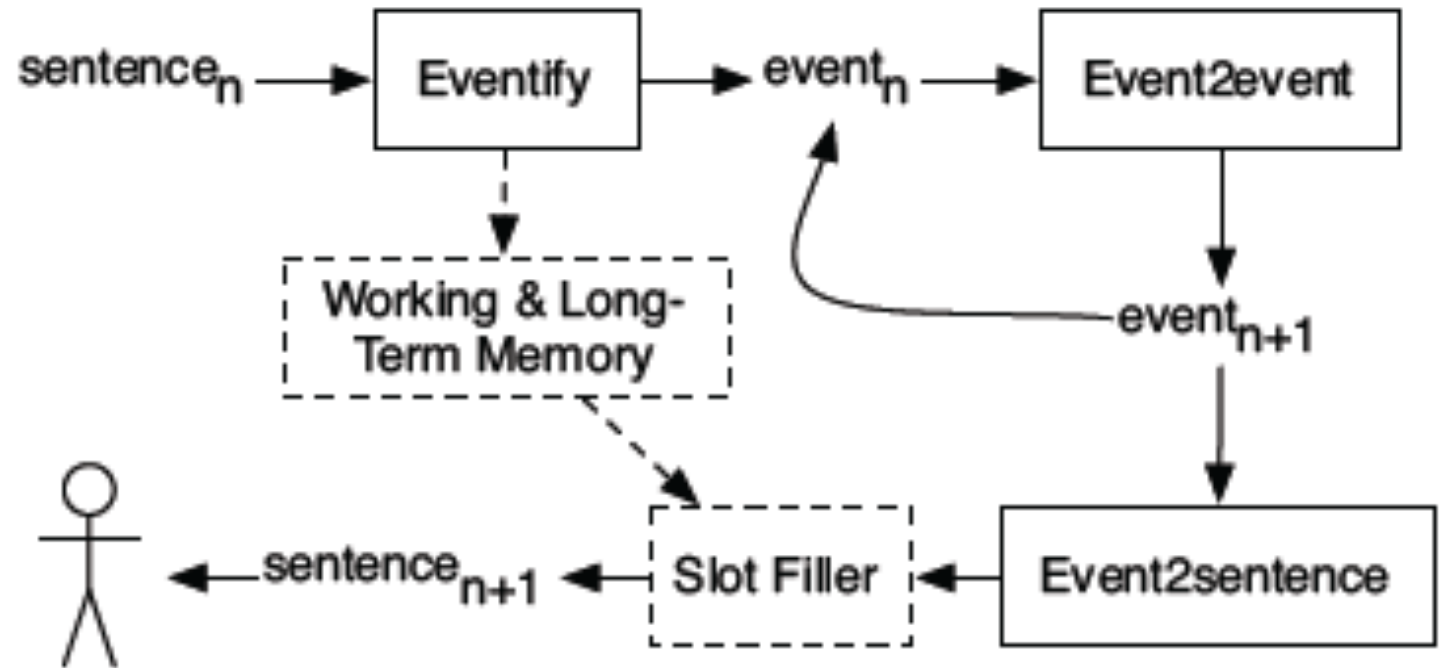 sentence_n
Eventify
event_n
Event2event
Working & Long-
Term Memory
event_n+1
sentence_n+1
Slot Filler
Event2sentence